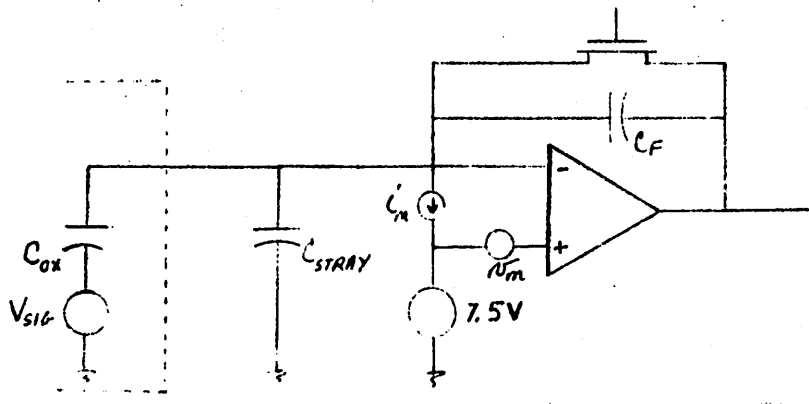 C_F
-
i_n
C_OX
C_STRAY
+
v_n
V_SIG
7.5V